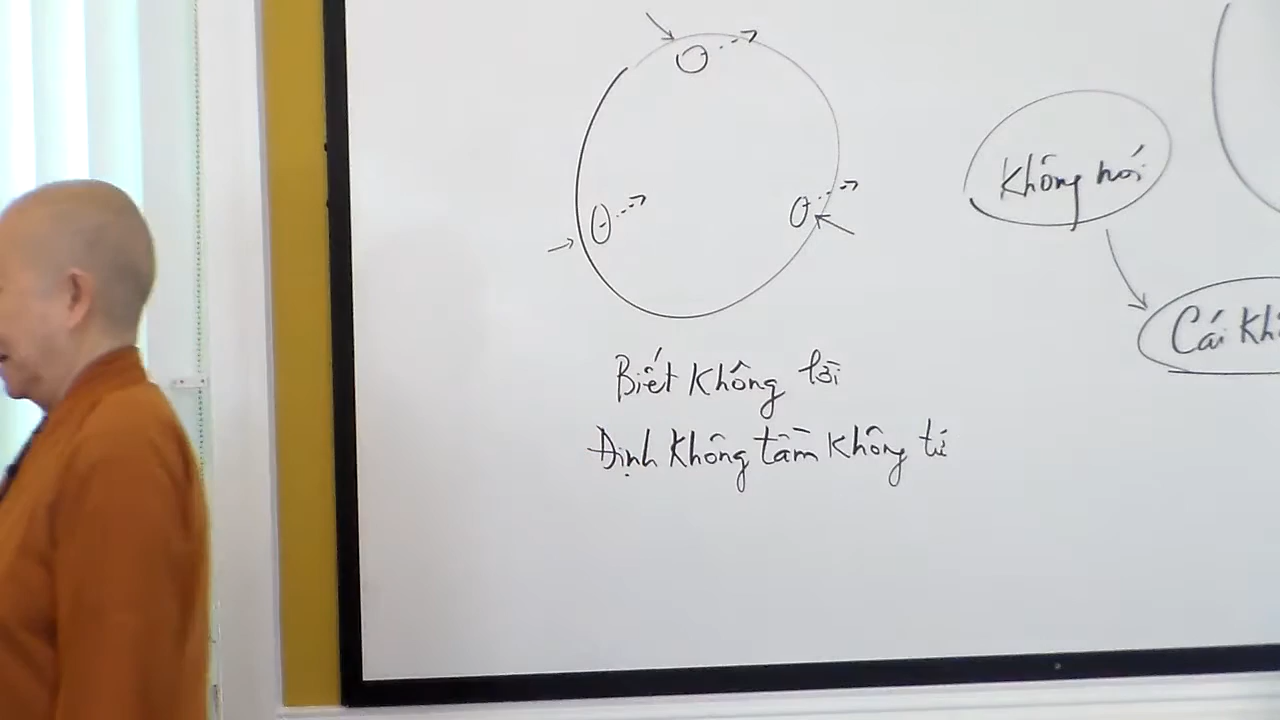 Không nói
Cái Kh
Biết Không lời
Định Không tầm Không tứ